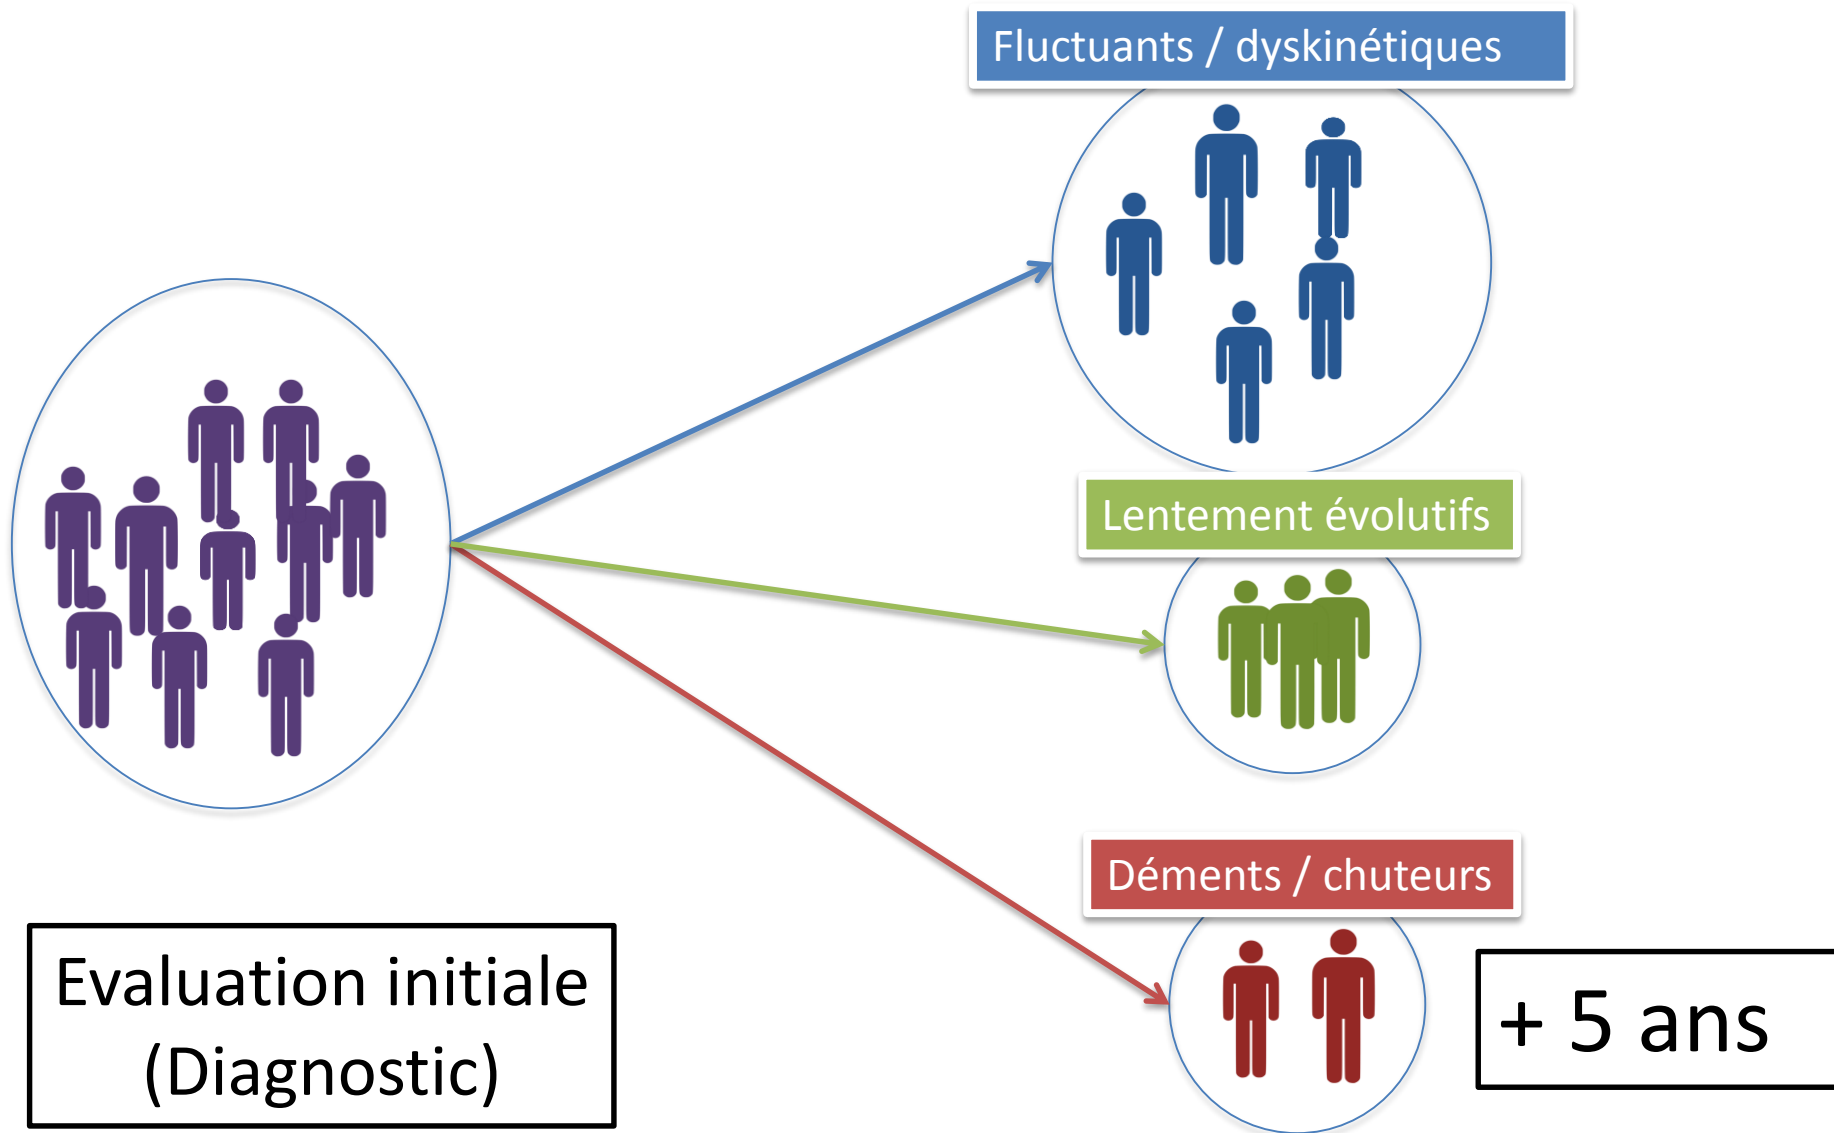 Fluctuants / dyskinétiques
Lentement évolutifs
Déments / chuteurs
Evaluation initiale
(Diagnostic)
+ 5 ans